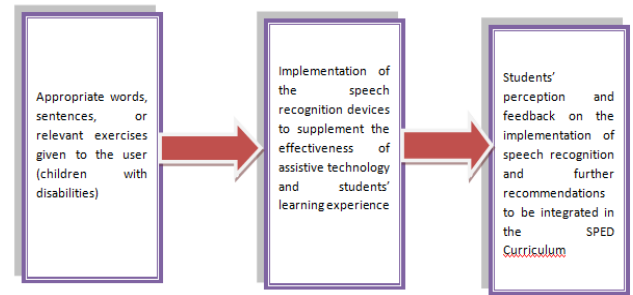 Appropriate words,
sentences, or
relevant exercises
given to the user
(children with
disabilities)
Implementation of
the speech
recognition devices
to supplement the
effectiveness of
assistive technology
and students’
learning experience
Students’
perception and
feedback on the
implementation of
speech recognition
and further
recommendations
to be integrated in
the SPED
Curriculum